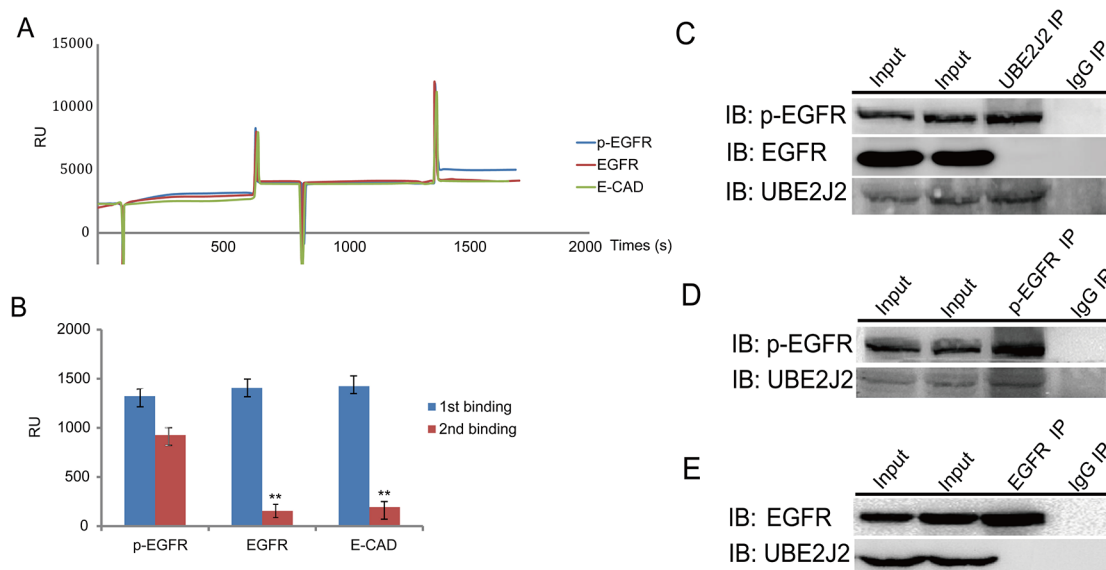 A
15000
10000
5000
0
RU
500
1000
1500
2000
Times (s)
p-EGFR
EGFR
E-CAD
B
2000
1500
1000
500
0
RU
**
**
p-EGFR
EGFR
E-CAD
1st binding
2nd binding
C
Input
Input
UBE2J2 IP
IgG IP
IB: p-EGFR
IB: EGFR
IB: UBE2J2
D
Input
Input
p-EGFR IP
IgG IP
IB: p-EGFR
IB: UBE2J2
E
Input
Input
EGFR IP
IgG IP
IB: EGFR
IB: UBE2J2